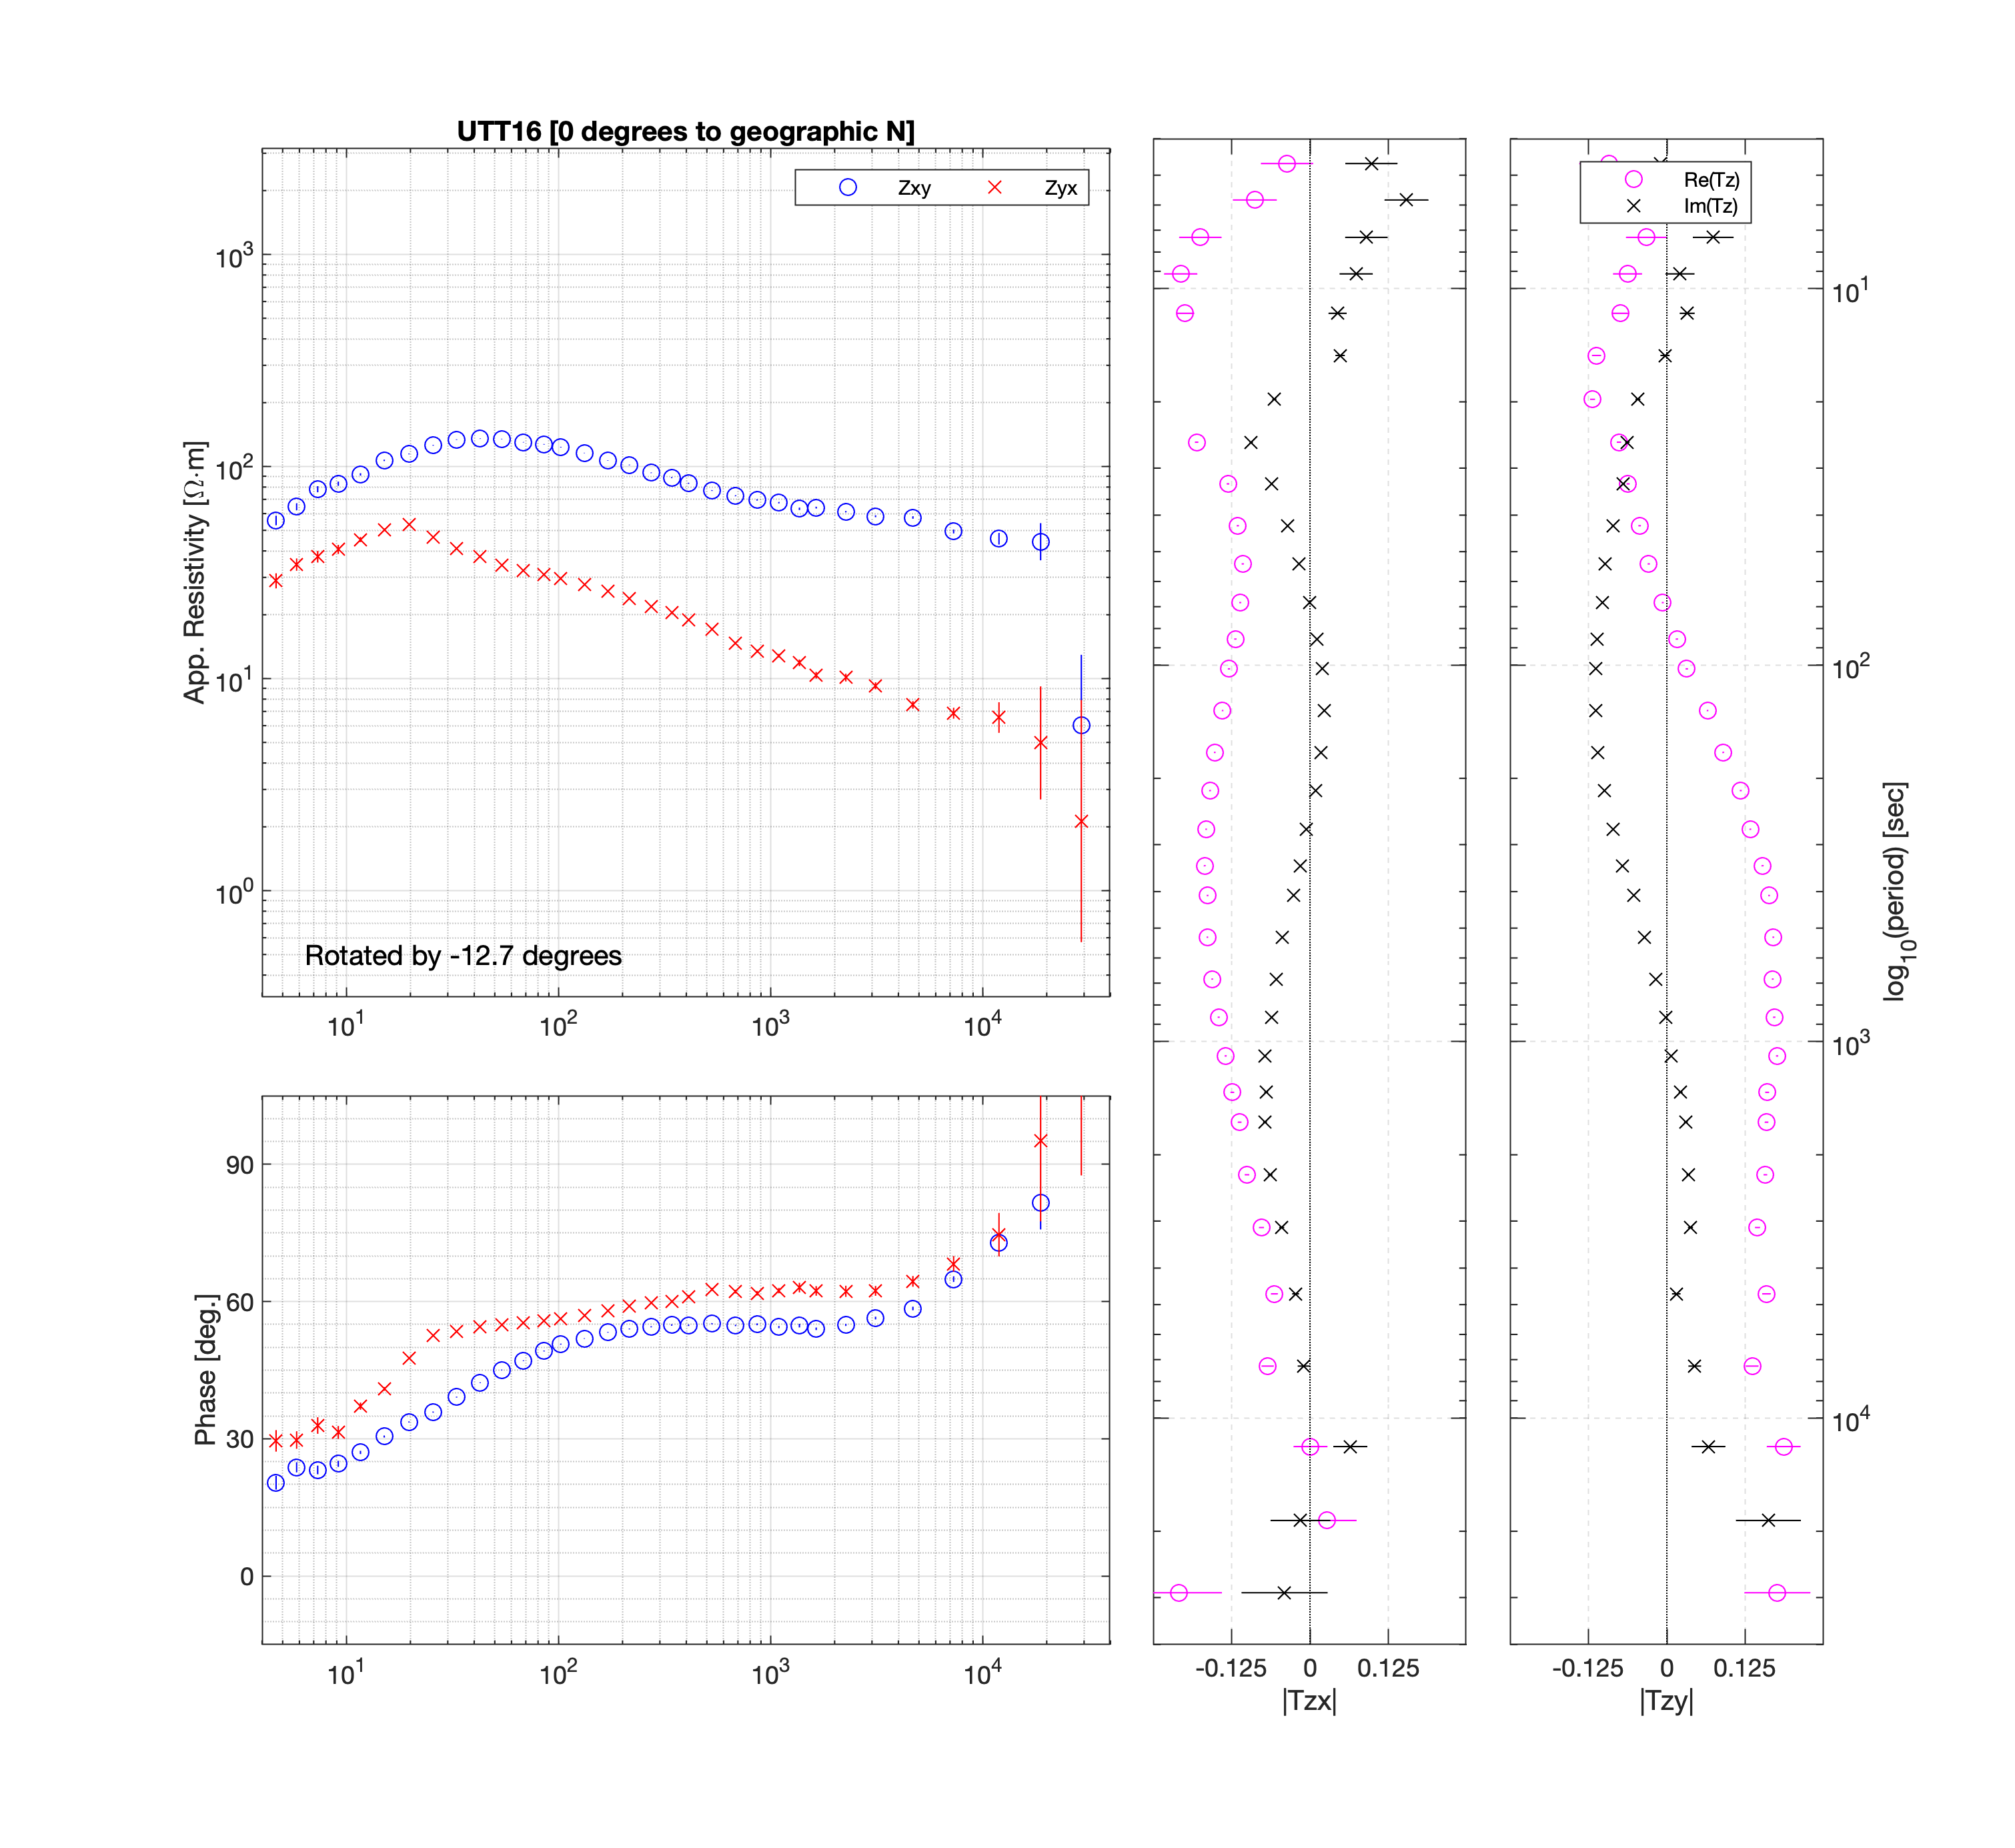 UTT16 [0 degrees to geographic N]
Zxy Zyx
App. Resistivity [Ω·m]
10^3
10^2
10^1
10^0
Rotated by -12.7 degrees
10^1 10^2 10^3 10^4
Phase [deg.]
90
60
30
0
10^1 10^2 10^3 10^4
-0.125 0 0.125
|Tzx|
Re(Tz)
Im(Tz)
10^1
10^2
10^3
10^4
log10(period) [sec]
-0.125 0 0.125
|Tzy|